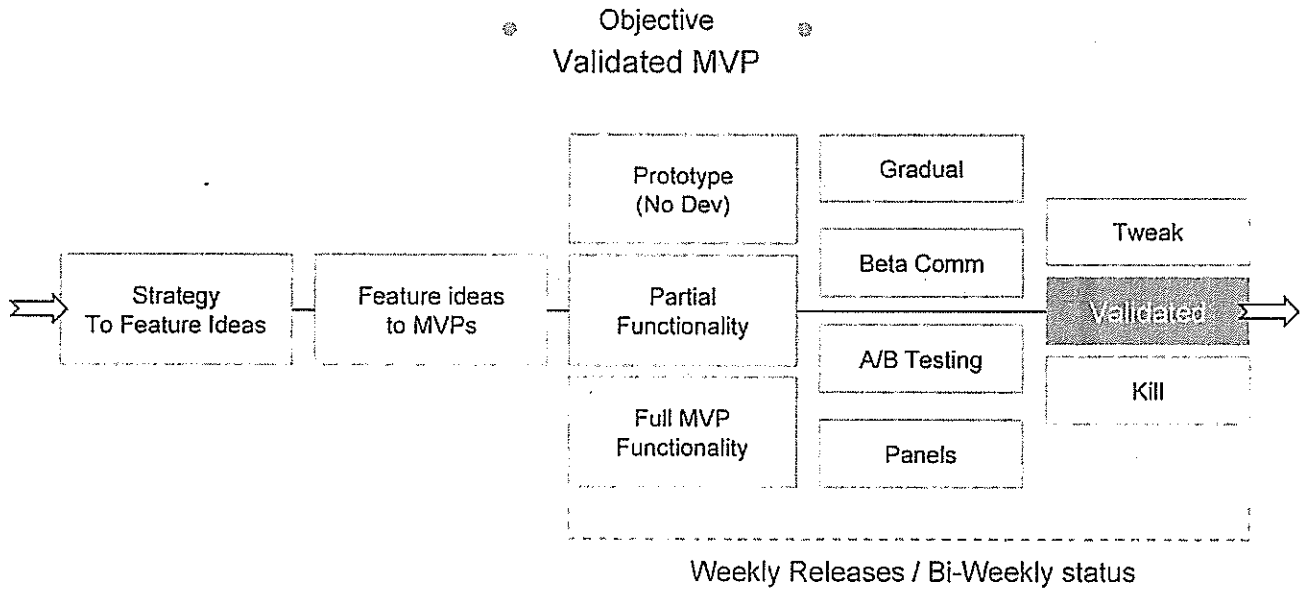 Objective
Validated MVP
Strategy
To Feature Ideas
Feature ideas
to MVPs
Prototype
(No Dev)
Partial
Functionality
Full MVP
Functionality
Gradual
Beta Comm
A/B Testing
Panels
Tweak
Validated
Kill
Weekly Releases / Bi-Weekly status